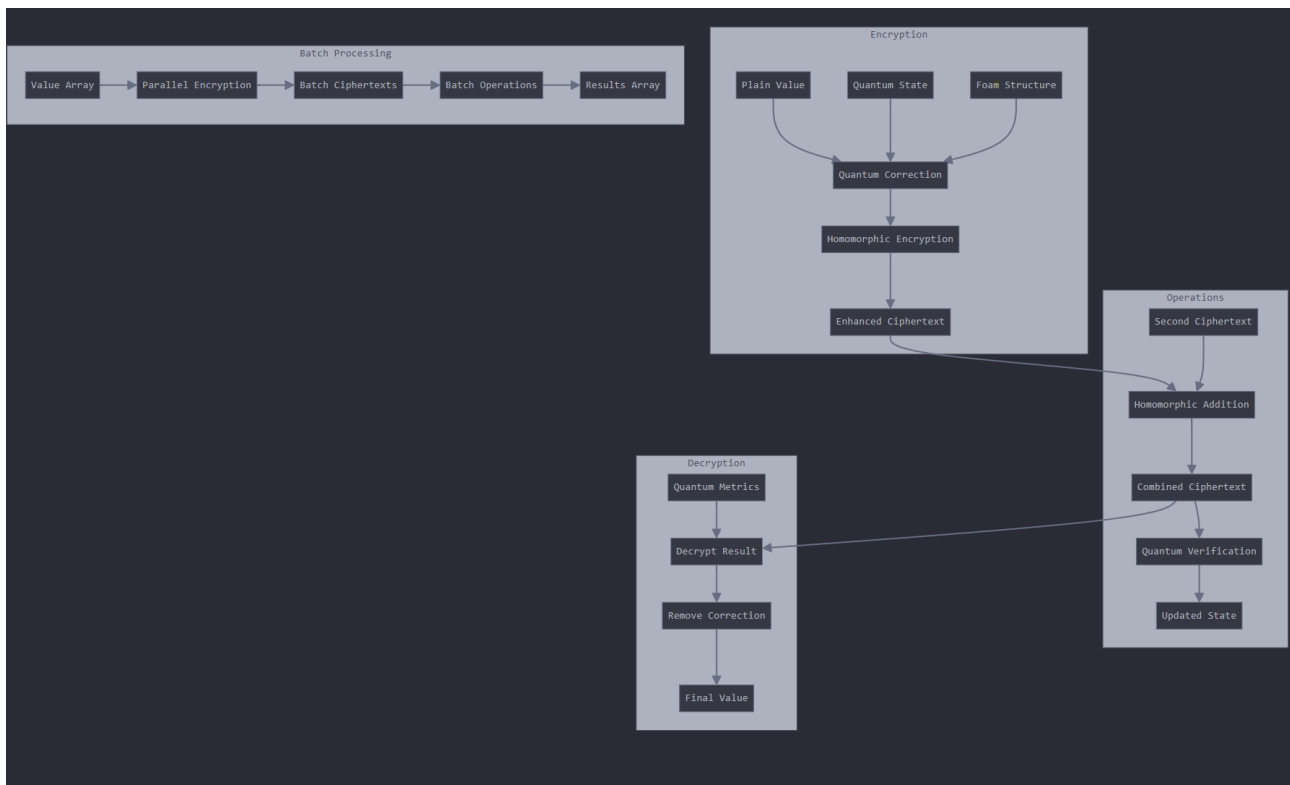 Batch Processing
Value Array
Parallel Encryption
Batch Ciphertexts
Batch Operations
Results Array
Encryption
Plain Value
Quantum State
Foam Structure
Quantum Correction
Homomorphic Encryption
Enhanced Ciphertext
Operations
Second Ciphertext
Homomorphic Addition
Combined Ciphertext
Quantum Verification
Updated State
Decryption
Quantum Metrics
Decrypt Result
Remove Correction
Final Value